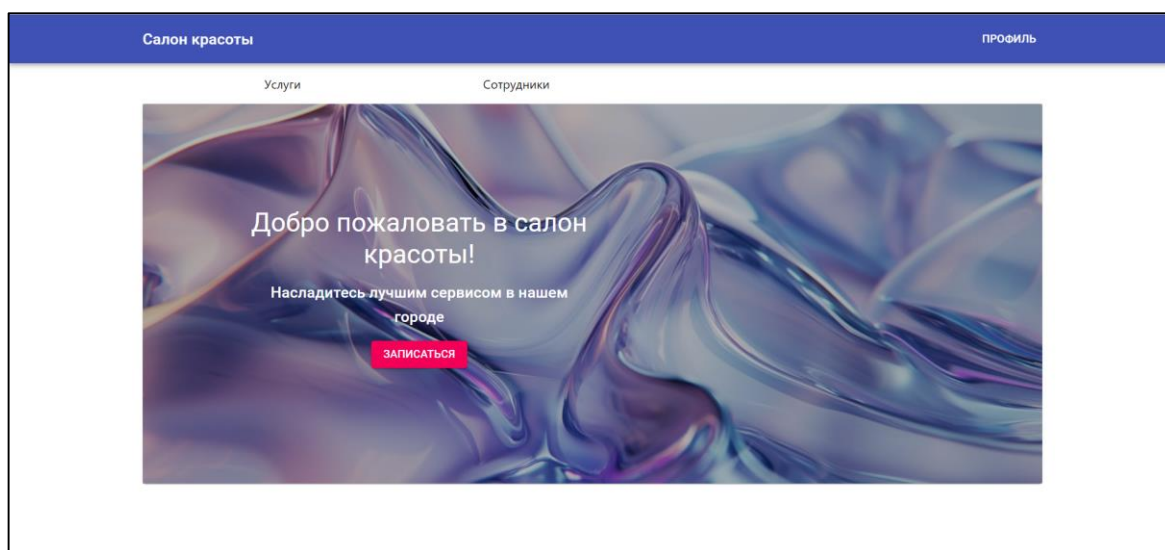 Салон красоты
ПРОФИЛЬ
Услуги
Сотрудники
Добро пожаловать в салон
красоты!
Насладитесь лучшим сервисом в нашем
городе
ЗАПИСАТЬСЯ